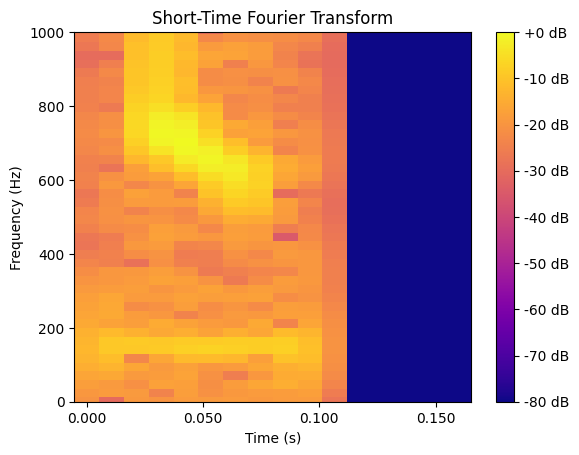 Short-Time Fourier Transform
1000
800
600
400
200
0
Frequency (Hz)
0.000
0.050
0.100
0.150
Time (s)
+0 dB
-10 dB
-20 dB
-30 dB
-40 dB
-50 dB
-60 dB
-70 dB
-80 dB